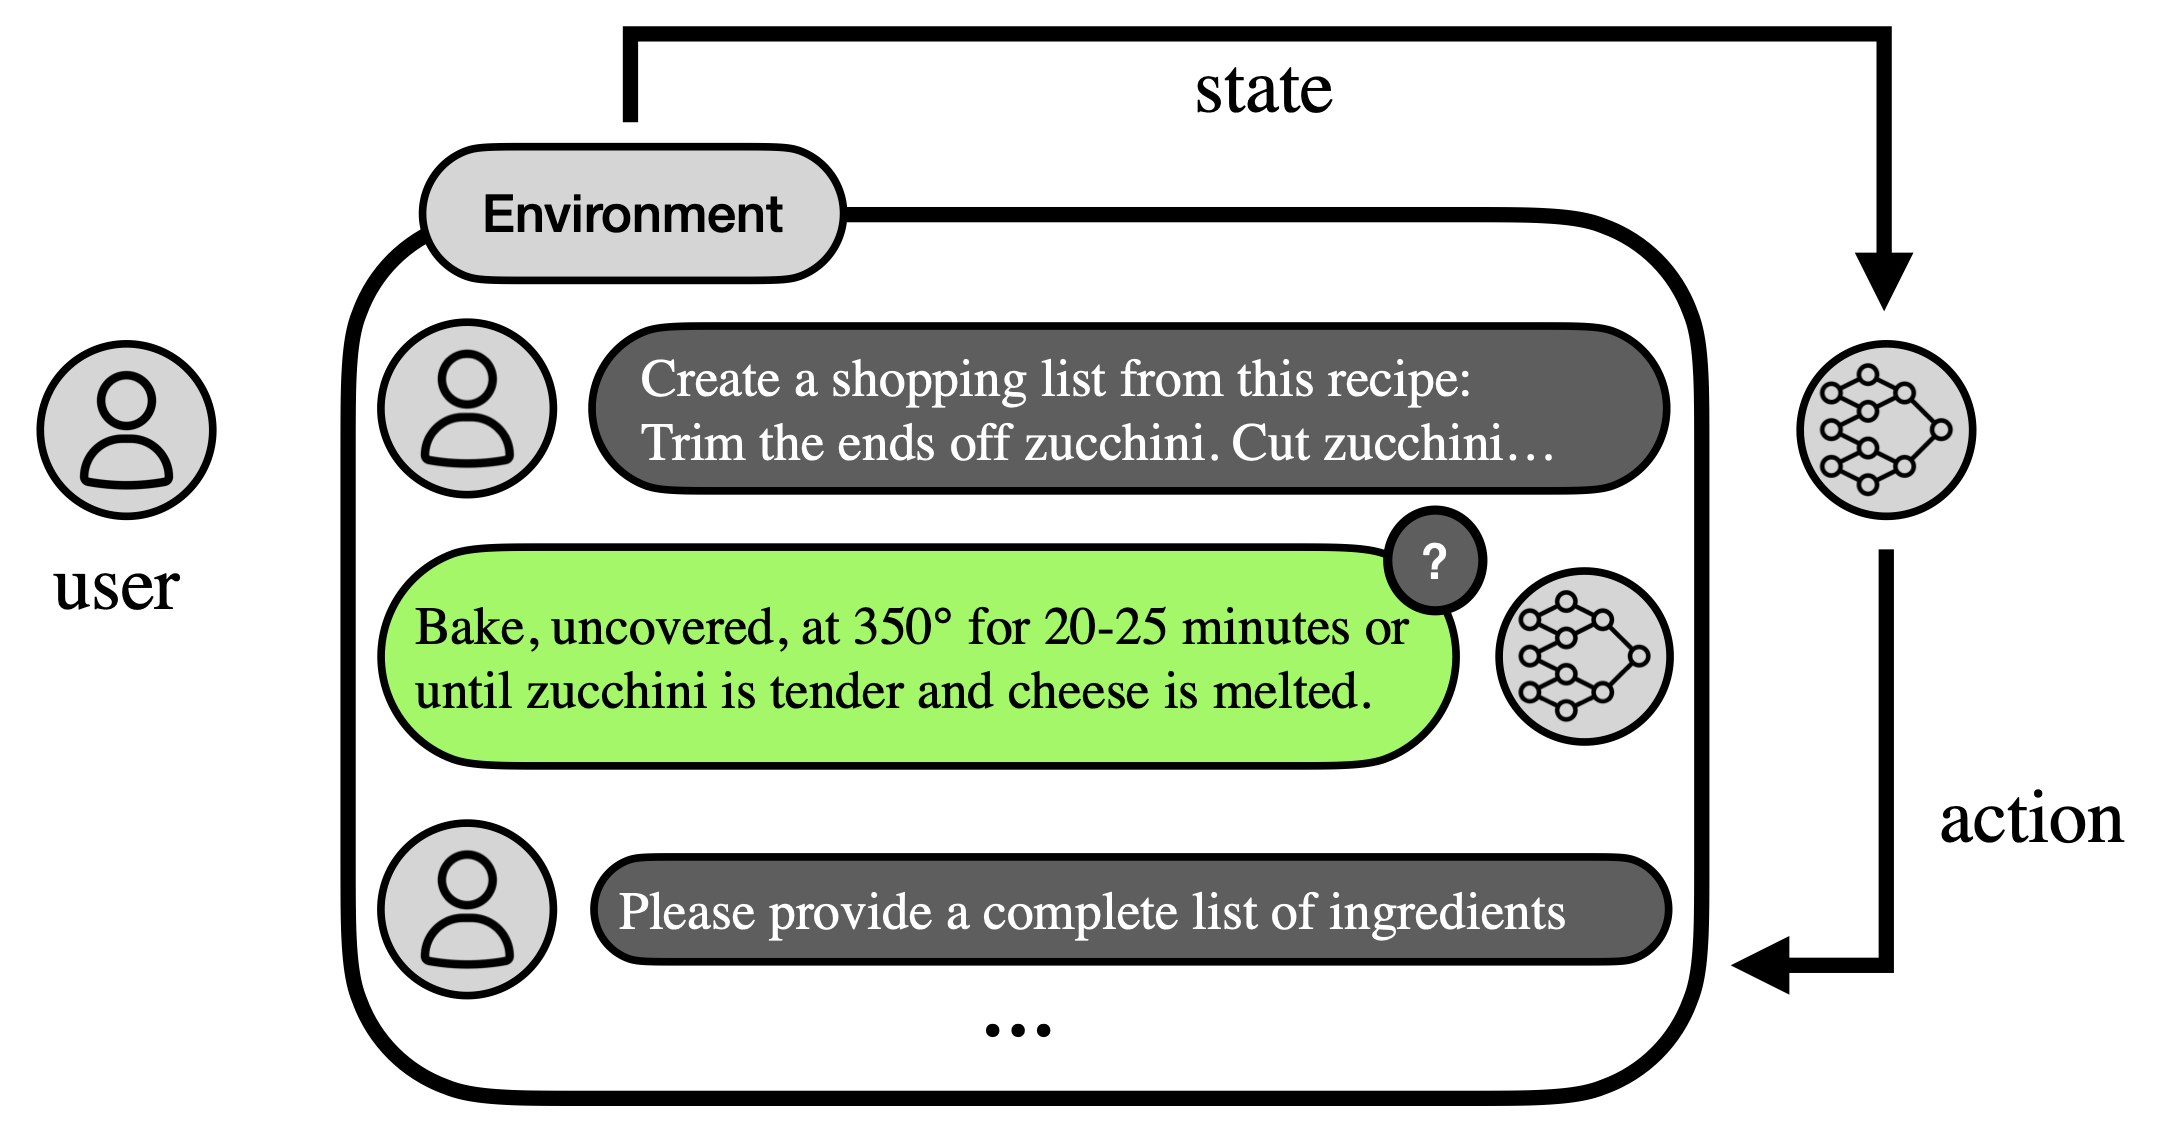 state
Environment
Create a shopping list from this recipe:
Trim the ends off zucchini. Cut zucchini…
user
?
Bake, uncovered, at 350° for 20-25 minutes or
until zucchini is tender and cheese is melted.
action
Please provide a complete list of ingredients
...